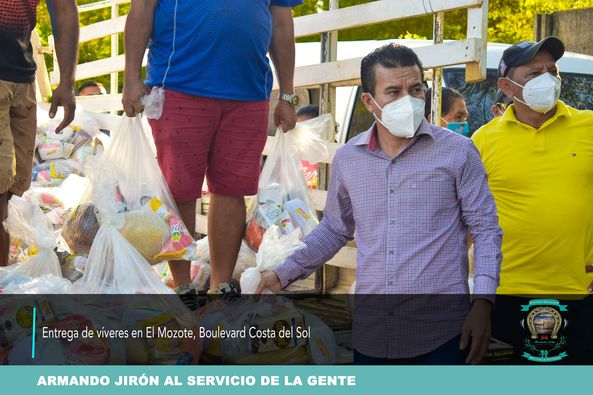 Entrega de víveres en El Mozote, Boulevard Costa del Sol
ARMANDO JIRÓN AL SERVICIO DE LA GENTE